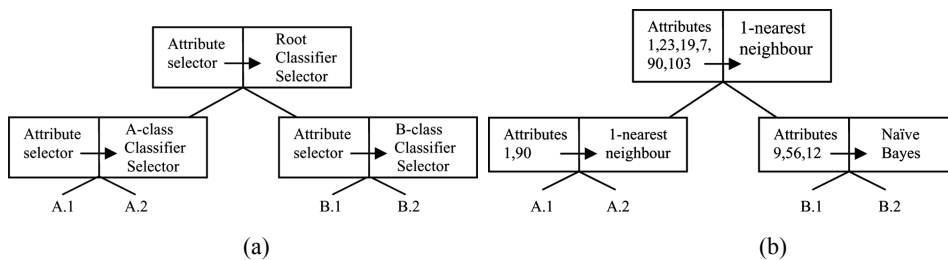 Attribute
selector
Root
Classifier
Selector
Attribute
selector
A-class
Classifier
Selector
Attribute
selector
B-class
Classifier
Selector
A.1
A.2
B.1
B.2
(a)
Attributes
1,23,19,7,
90,103
1-nearest
neighbour
Attributes
1,90
1-nearest
neighbour
Attributes
9,56,12
Naïve
Bayes
A.1
A.2
B.1
B.2
(b)